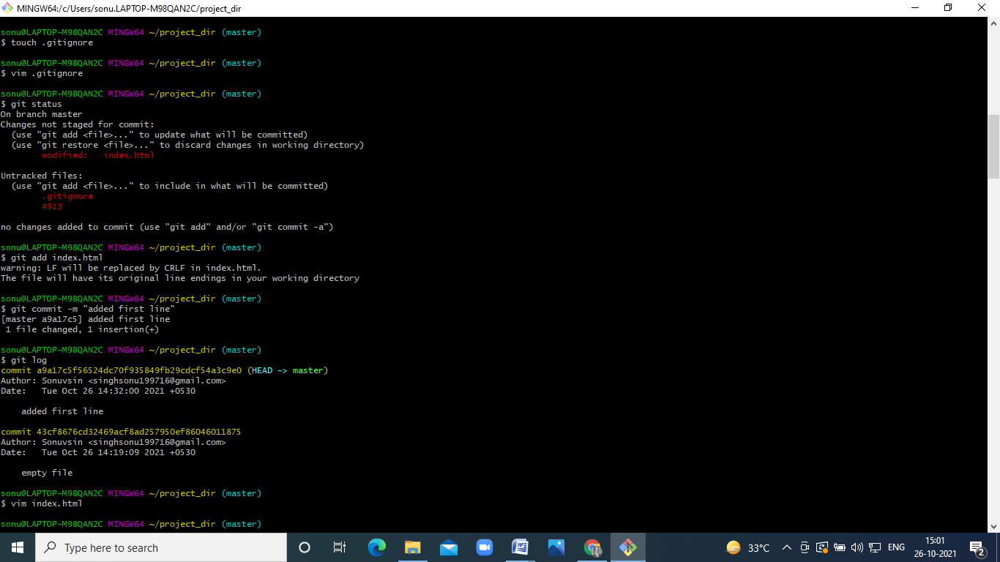 MINGW64:/c/Users/sonu.LAPTOP-M98QAN2C/project_dir
sonu@LAPTOP-M98QAN2C MINGW64 ~/project_dir (master)
$ touch .gitignore
sonu@LAPTOP-M98QAN2C MINGW64 ~/project_dir (master)
$ vim .gitignore
sonu@LAPTOP-M98QAN2C MINGW64 ~/project_dir (master)
$ git status
On branch master
Changes not staged for commit:
  (use "git add <file>..." to update what will be committed)
  (use "git restore <file>..." to discard changes in working directory)
        modified:   index.html
Untracked files:
  (use "git add <file>..." to include in what will be committed)
        .gitignore
        4913
no changes added to commit (use "git add" and/or "git commit -a")
sonu@LAPTOP-M98QAN2C MINGW64 ~/project_dir (master)
$ git add index.html
warning: LF will be replaced by CRLF in index.html.
The file will have its original line endings in your working directory
sonu@LAPTOP-M98QAN2C MINGW64 ~/project_dir (master)
$ git commit -m "added first line"
[master a9a17c5] added first line
 1 file changed, 1 insertion(+)
sonu@LAPTOP-M98QAN2C MINGW64 ~/project_dir (master)
$ git log
commit a9a17c5f56524dc70f935849fb29cdcf54a3c9e0 (HEAD -> master)
Author: Sonuvsin <singhsonu199716@gmail.com>
Date:   Tue Oct 26 14:32:00 2021 +0530
    added first line
commit 43cf8676cd32469acf8ad257950ef86046011875
Author: Sonuvsin <singhsonu199716@gmail.com>
Date:   Tue Oct 26 14:19:09 2021 +0530
    empty file
sonu@LAPTOP-M98QAN2C MINGW64 ~/project_dir (master)
$ vim index.html
sonu@LAPTOP-M98QAN2C MINGW64 ~/project_dir (master)
Type here to search
33°C
ENG
15:01
26-10-2021
2